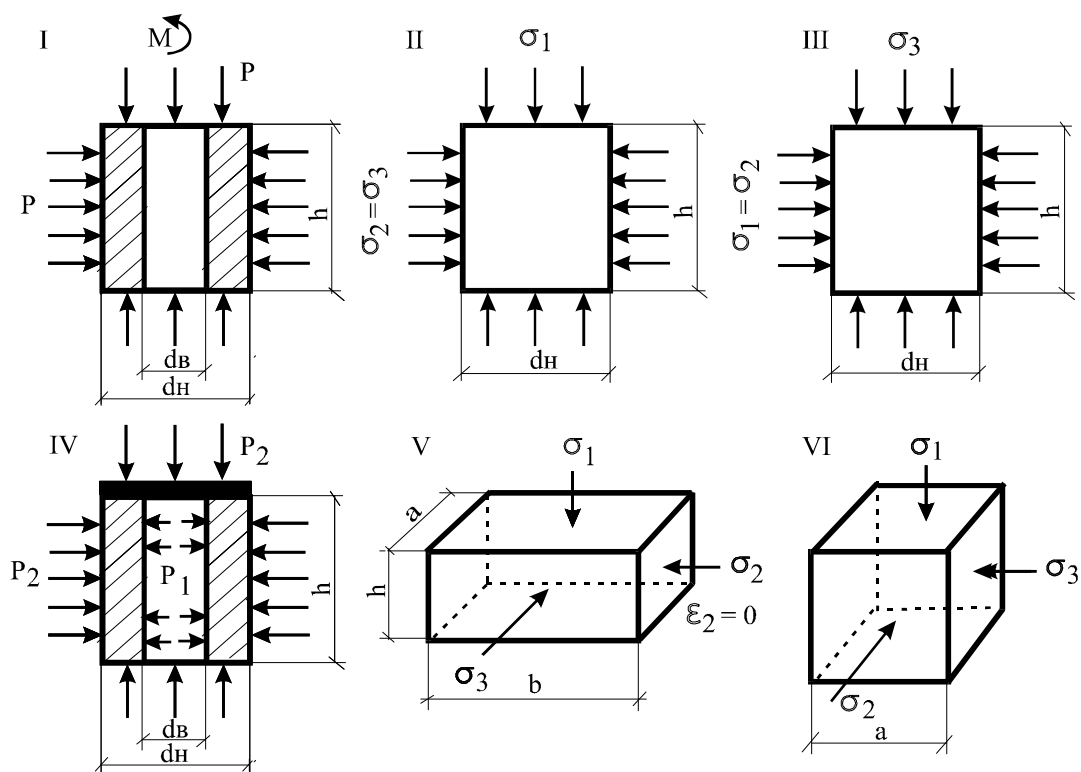 I
M
P
P
h
dв
dн
II
σ1
σ2 = σ3
h
dн
III
σ3
σ1 = σ2
h
dн
IV
P2
P2
P1
h
dв
dн
V
σ1
a
h
σ2
ε2 = 0
σ3
b
VI
σ1
σ3
σ2
a